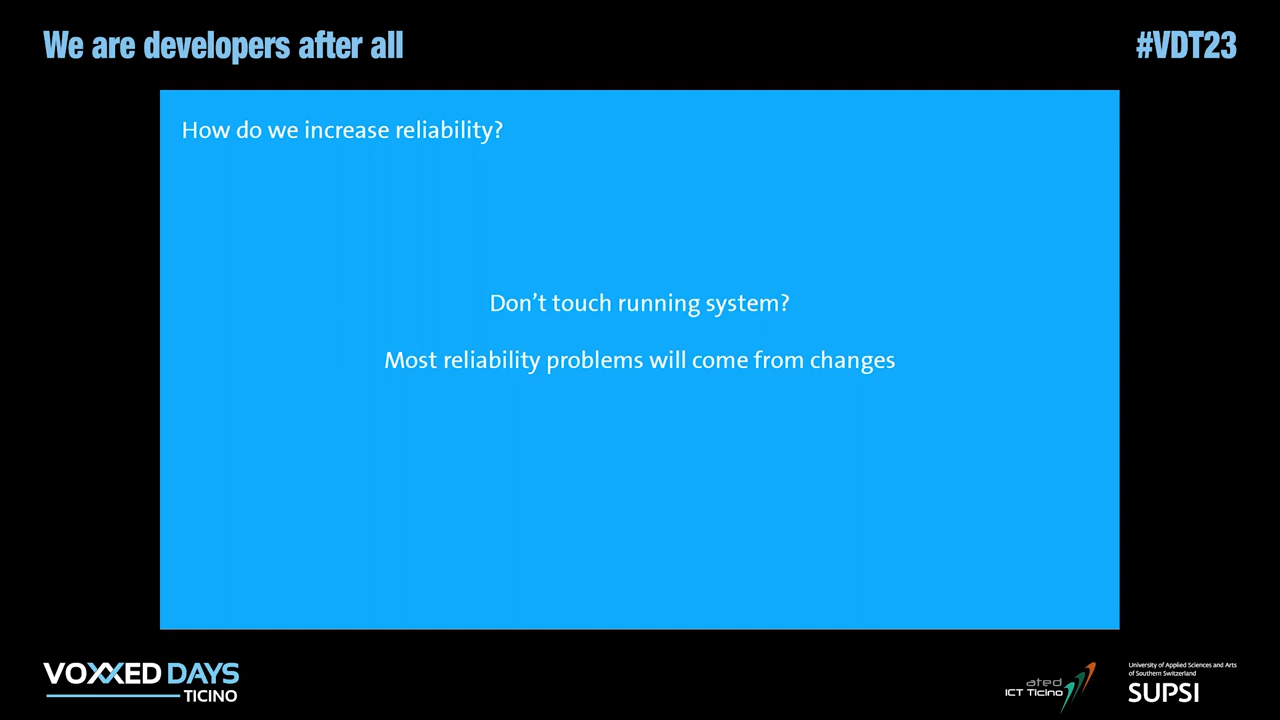 We are developers after all
#VDT23
How do we increase reliability?
Don't touch running system?
Most reliability problems will come from changes
VOXXED DAYS
TICINO
ated
ICT Ticino
University of Applied Sciences and Arts
of Southern Switzerland
SUPSI